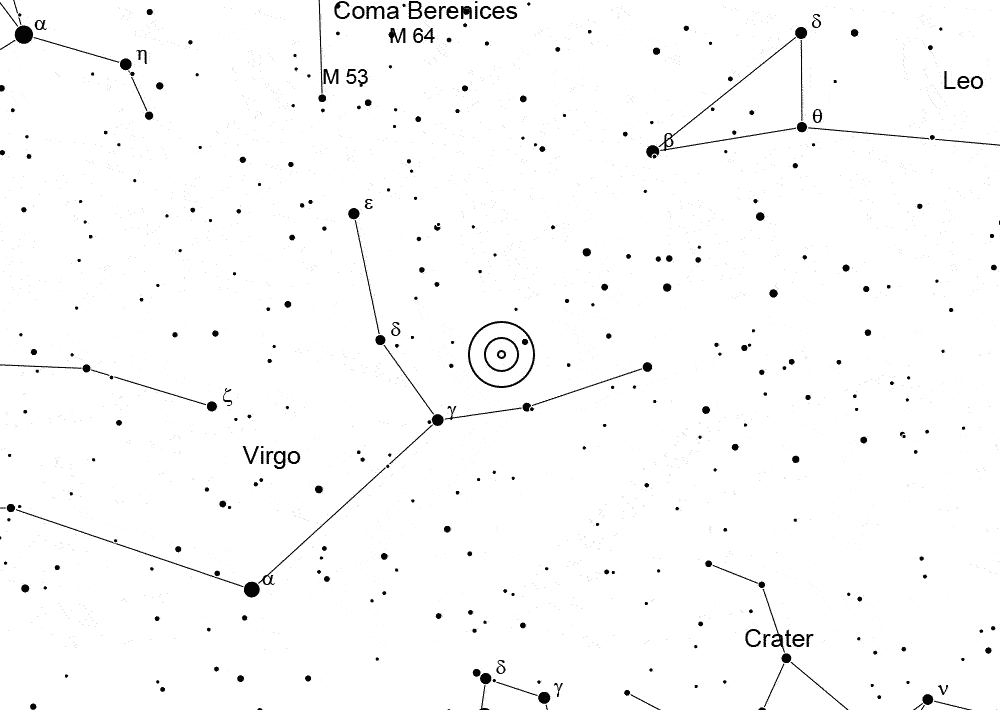 Coma Berenices
α
δ
M 64
η
M 53
Leo
θ
β
ε
δ
ζ
γ
Virgo
α
Crater
δ
γ
ν